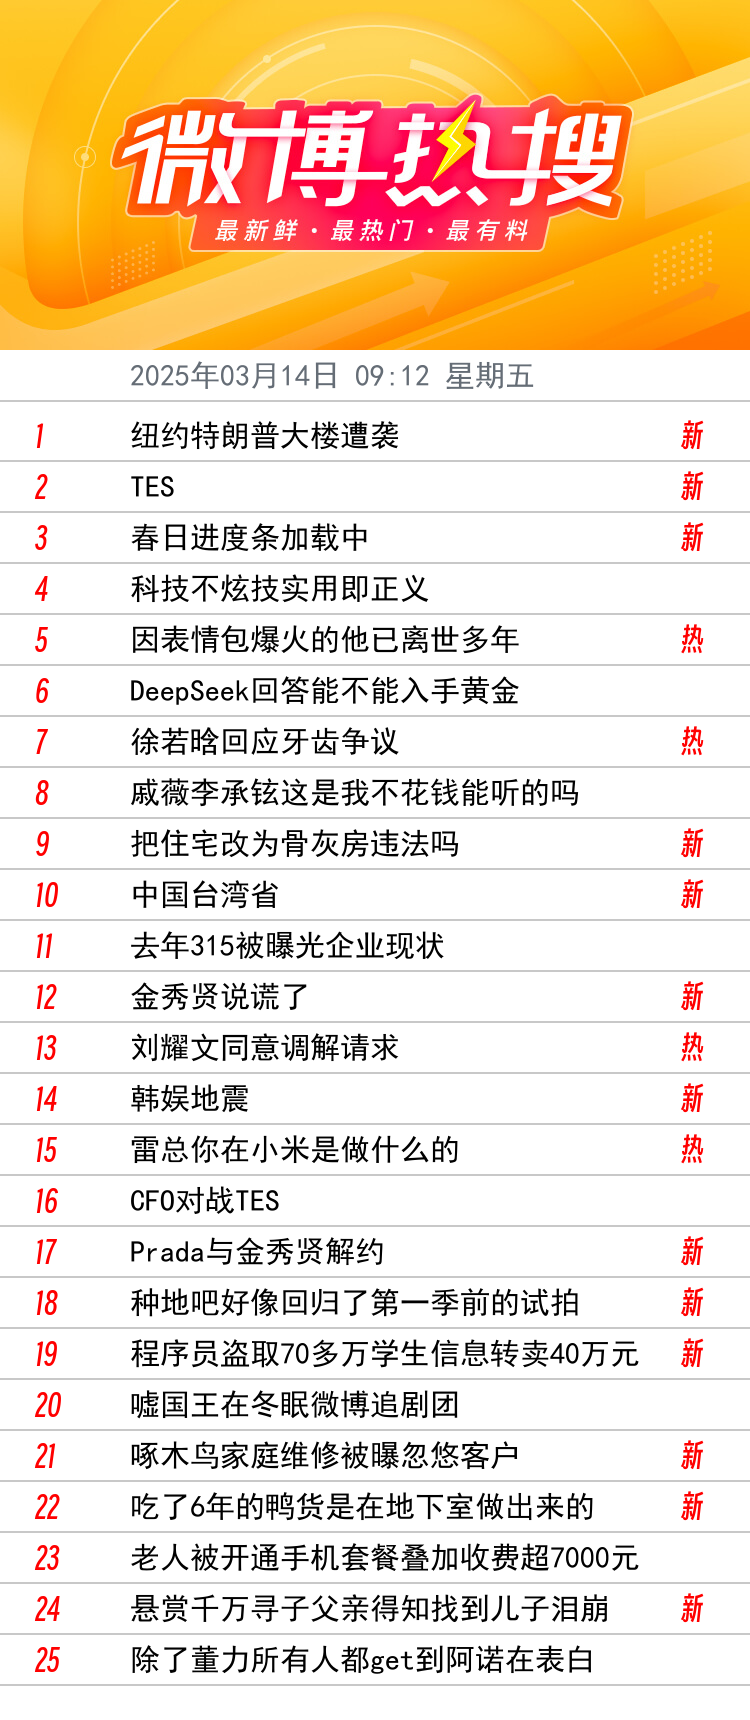 微博热搜
最新鲜·最热门·最有料
2025年03月14日 09:12 星期五
1 纽约特朗普大楼遭袭 新
2 TES 新
3 春日进度条加载中 新
4 科技不炫技实用即正义
5 因表情包爆火的他已离世多年 热
6 DeepSeek回答能不能入手黄金
7 徐若晗回应牙齿争议 热
8 戚薇李承铉这是我不花钱能听的吗
9 把住宅改为骨灰房违法吗 新
10 中国台湾省 新
11 去年315被曝光企业现状
12 金秀贤说谎了 新
13 刘耀文同意调解请求 热
14 韩娱地震 新
15 雷总你在小米是做什么的 热
16 CFO对战TES
17 Prada与金秀贤解约 新
18 种地吧好像回归了第一季前的试拍 新
19 程序员盗取70多万学生信息转卖40万元 新
20 嘘国王在冬眠微博追剧团
21 啄木鸟家庭维修被曝忽悠客户 新
22 吃了6年的鸭货是在地下室做出来的 新
23 老人被开通手机套餐叠加收费超7000元
24 悬赏千万寻子父亲得知找到儿子泪崩 新
25 除了董力所有人都get到阿诺在表白